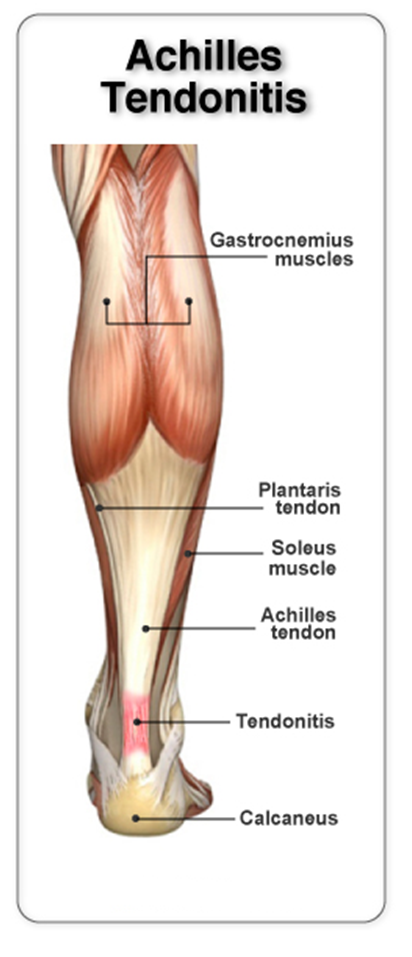 Achilles
Tendonitis
Gastrocnemius
muscles
Plantaris
tendon
Soleus
muscle
Achilles
tendon
Tendonitis
Calcaneus